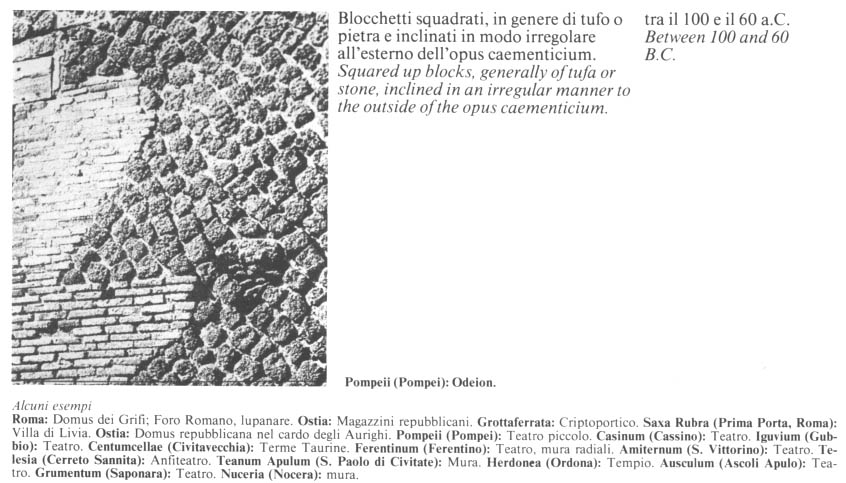 Blocchetti squadrati, in genere di tufo o
pietra e inclinati in modo irregolare
all'esterno dell'opus caementicium.
Squared up blocks, generally of tufa or
stone, inclined in an irregular manner to
the outside of the opus caementicium.
tra il 100 e il 60 a.C.
Between 100 and 60
B.C.
Pompeii (Pompei): Odeion.
Alcuni esempi
Roma: Domus dei Grifi; Foro Romano, lupanare. Ostia: Magazzini repubblicani. Grottaferrata: Criptoportico. Saxa Rubra (Prima Porta, Roma):
Villa di Livia. Ostia: Domus repubblicana nel cardo degli Aurighi. Pompeii (Pompei): Teatro piccolo. Casinum (Cassino): Teatro. Iguvium (Gub-
bio): Teatro. Centumcellae (Civitavecchia): Terme Taurine. Ferentinum (Ferentino): Teatro, mura radiali. Amiternum (S. Vittorino): Teatro. Te-
lesia (Cerreto Sannita): Anfiteatro. Teanum Apulum (S. Paolo di Civitate): Mura. Herdonea (Ordona): Tempio. Ausculum (Ascoli Apulo): Tea-
tro. Grumentum (Saponara): Teatro. Nuceria (Nocera): mura.